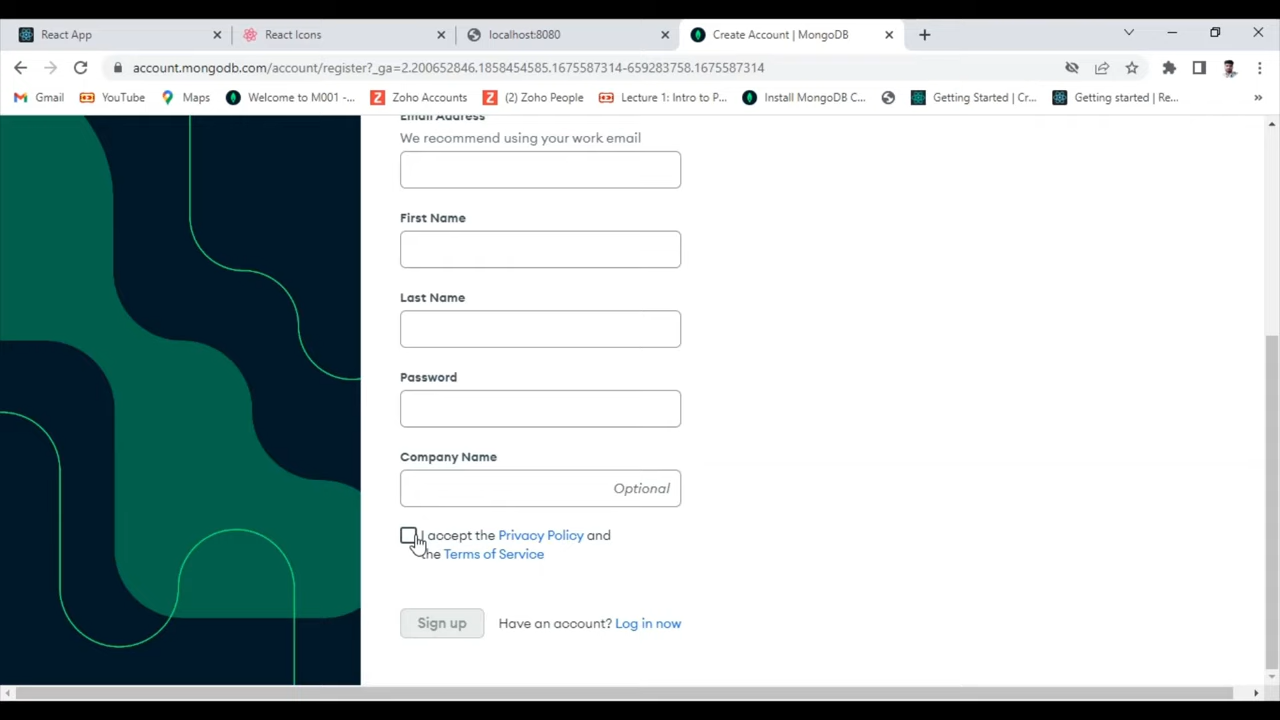 React App
React Icons
localhost:8080
Create Account | MongoDB
account.mongodb.com/account/register?_ga=2.200652846.1858454585.1675587314-659283758.1675587314
Gmail
YouTube
Maps
Welcome to M001 -...
Zoho Accounts
(2) Zoho People
Lecture 1: Intro to P...
Install MongoDB C...
Getting Started | Cr...
Getting started | Re...
Email Address
We recommend using your work email
First Name
Last Name
Password
Company Name
Optional
I accept the Privacy Policy and
the Terms of Service
Sign up
Have an account? Log in now